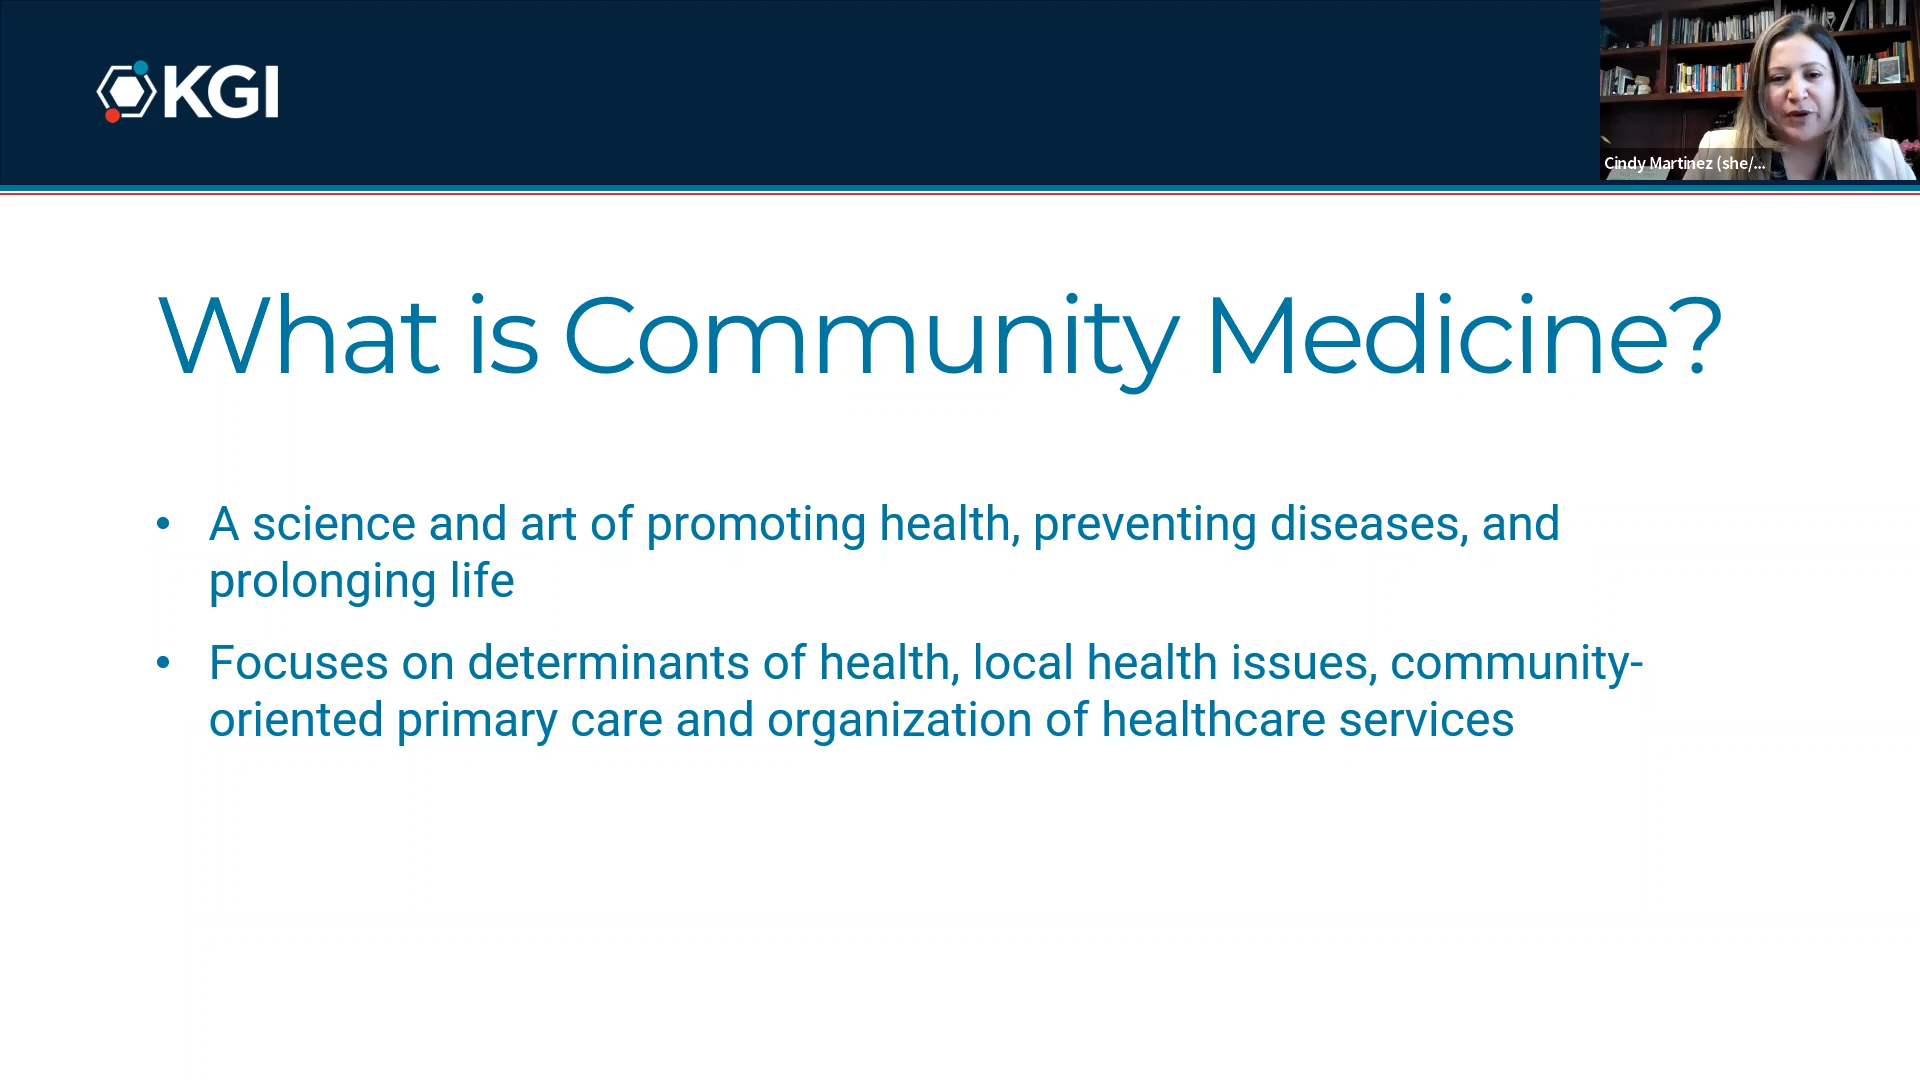 KGI
Cindy Martinez (she/...
What is Community Medicine?
• A science and art of promoting health, preventing diseases, and
prolonging life
• Focuses on determinants of health, local health issues, community-
oriented primary care and organization of healthcare services